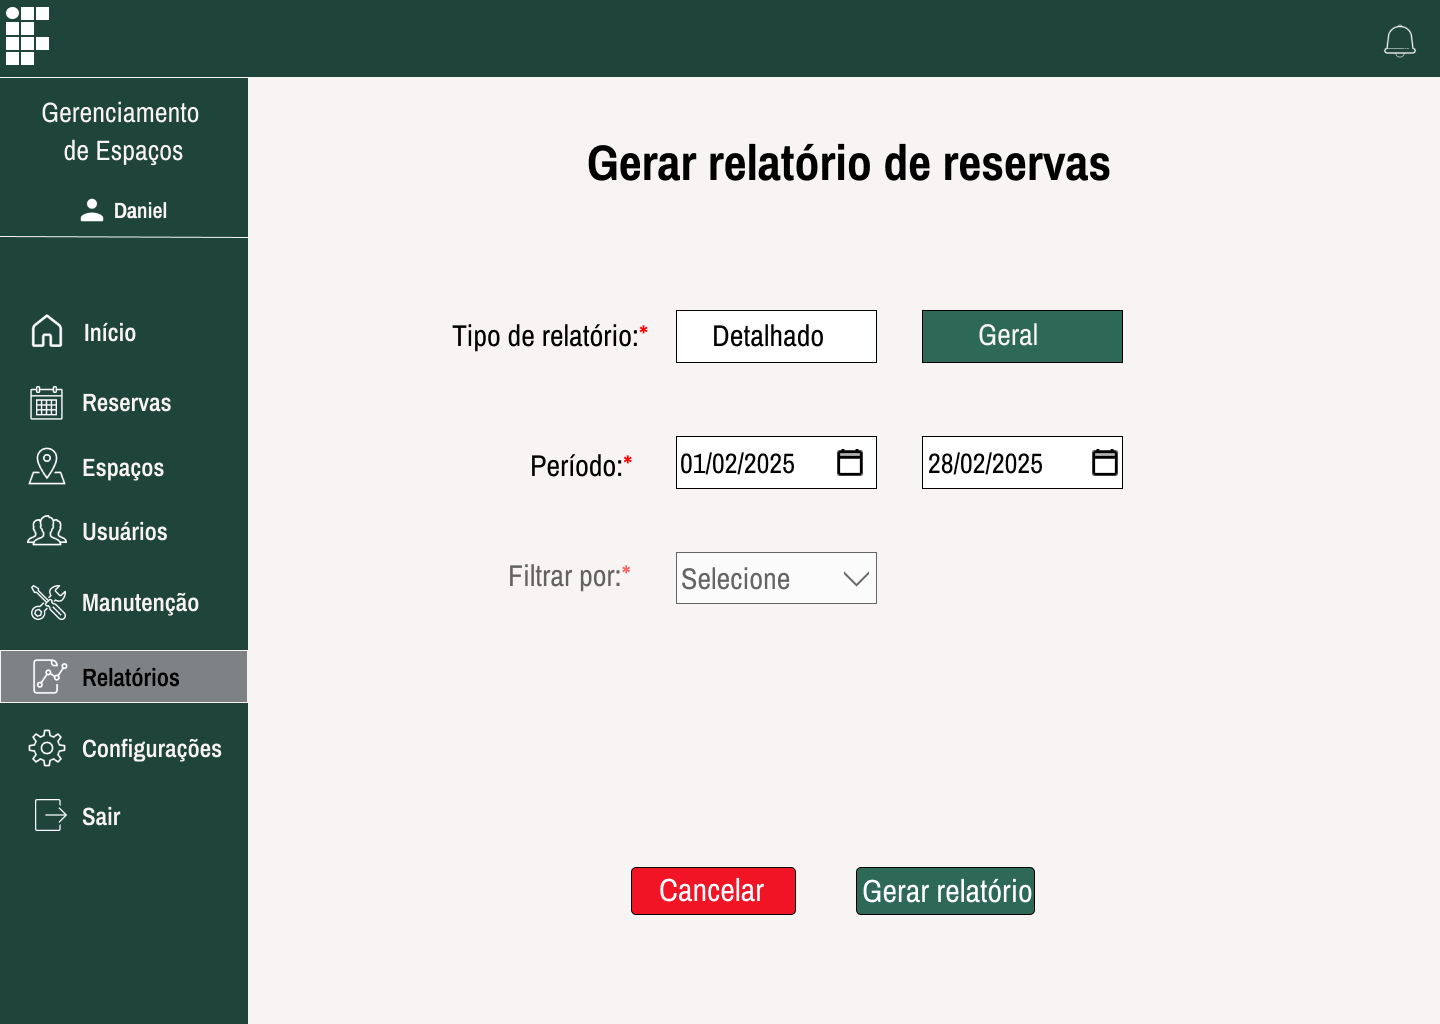 Gerenciamento
de Espaços
Daniel
Início
Reservas
Espaços
Usuários
Manutenção
Relatórios
Configurações
Sair
Gerar relatório de reservas
Tipo de relatório:* Detalhado Geral
Período:* 01/02/2025 28/02/2025
Filtrar por:* Selecione
Cancelar Gerar relatório